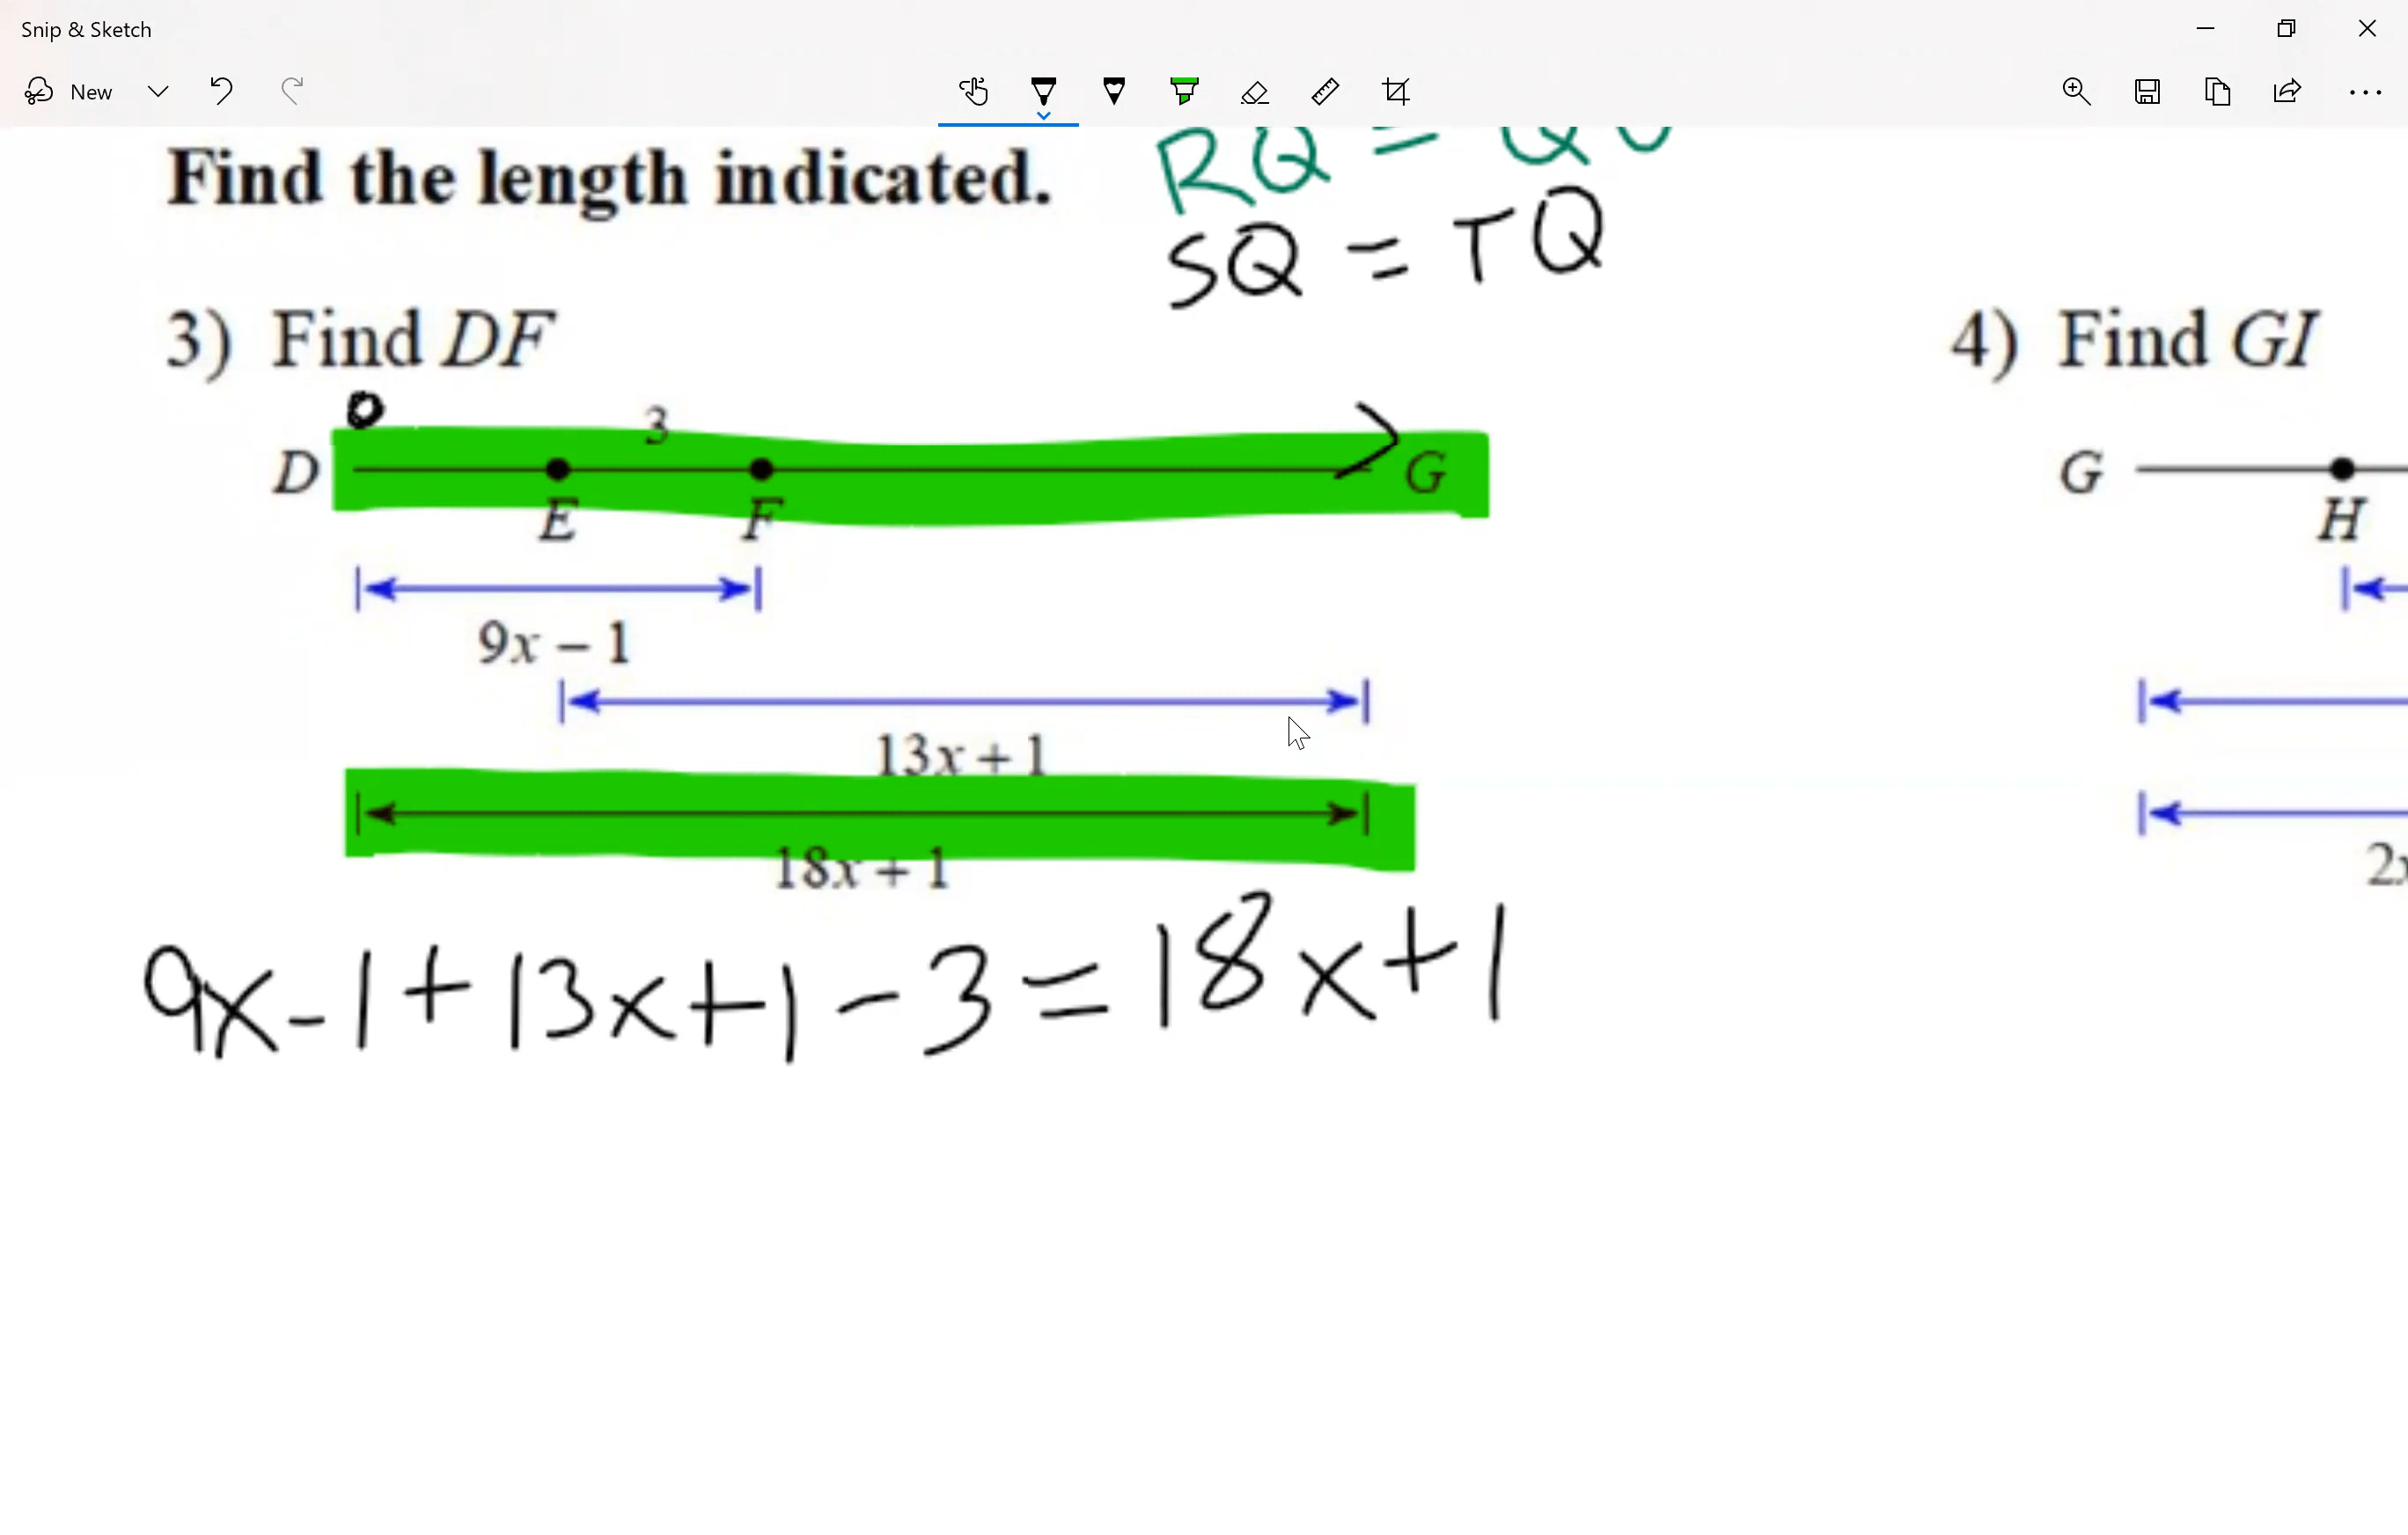 Snip & Sketch
New
Find the length indicated.
RQ = QU
SQ = TQ
3) Find DF
3
D
G
E
F
9x – 1
13x + 1
18x + 1
9x-1+13x+1-3=18x+1
4) Find GI
G
H